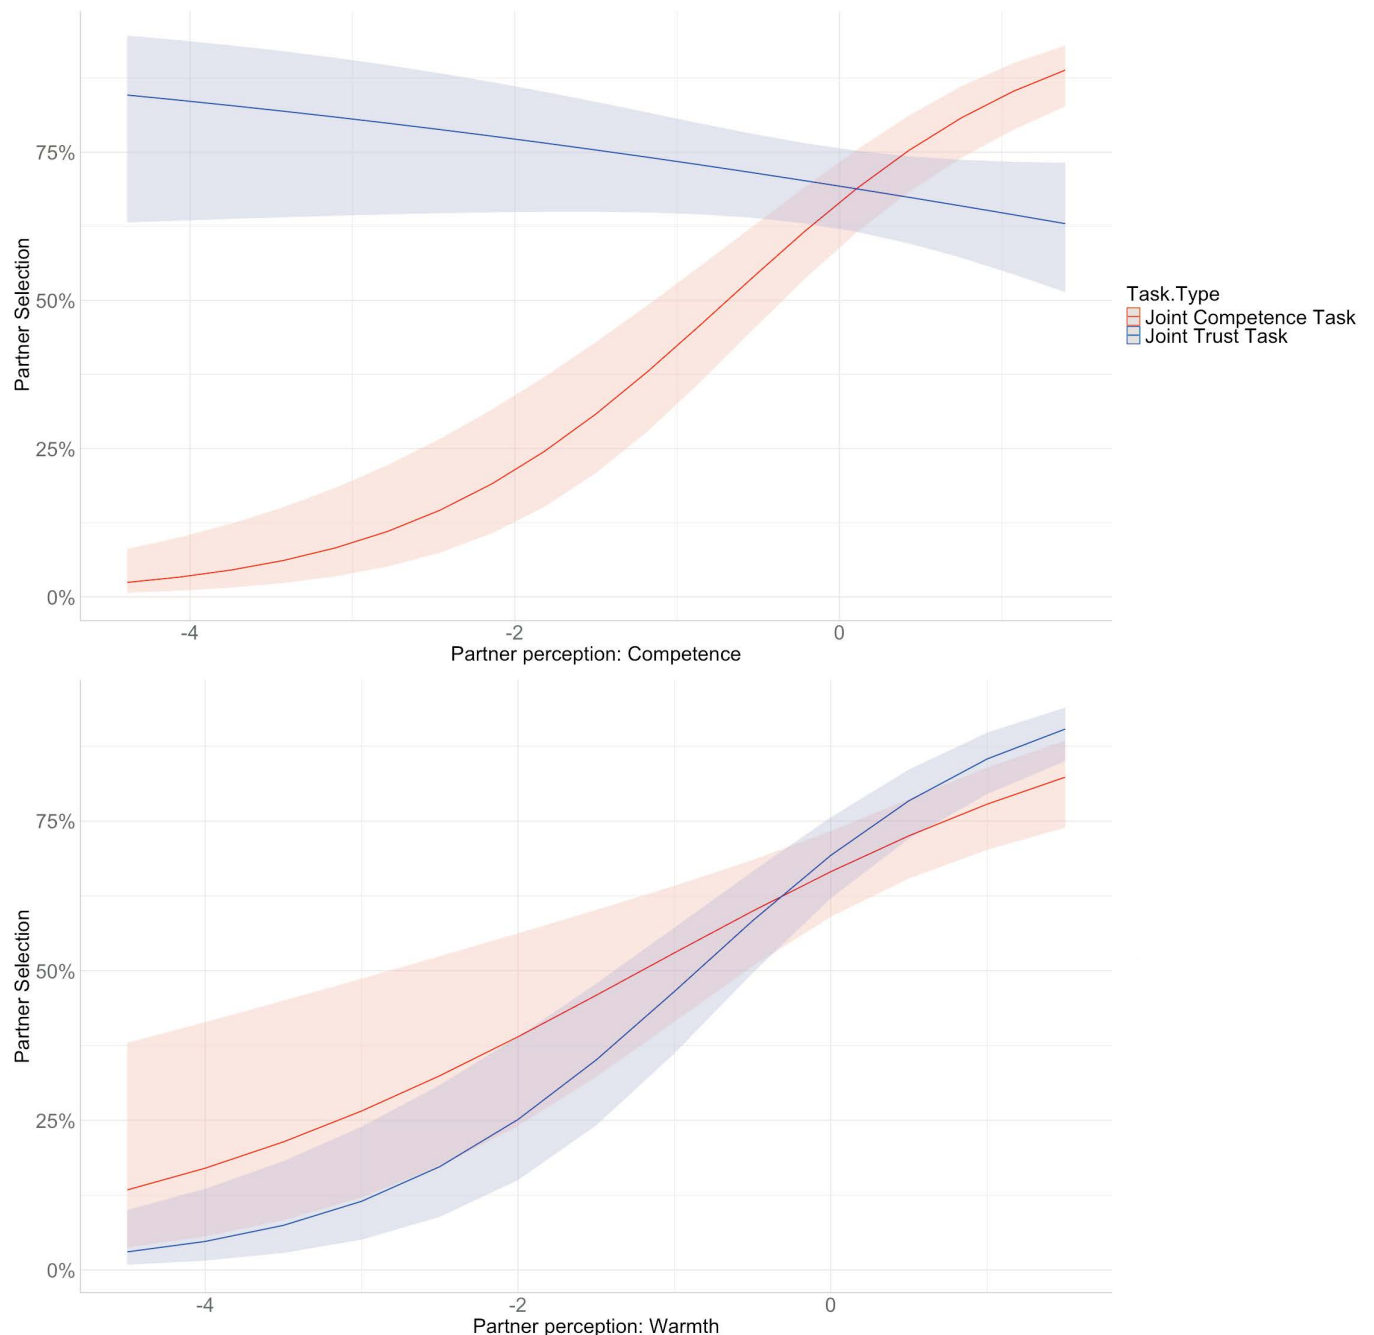 75%
50%
25%
0%
Partner Selection
-4 -2 0
Partner perception: Competence
Task.Type
Joint Competence Task
Joint Trust Task
75%
50%
25%
0%
Partner Selection
-4 -2 0
Partner perception: Warmth